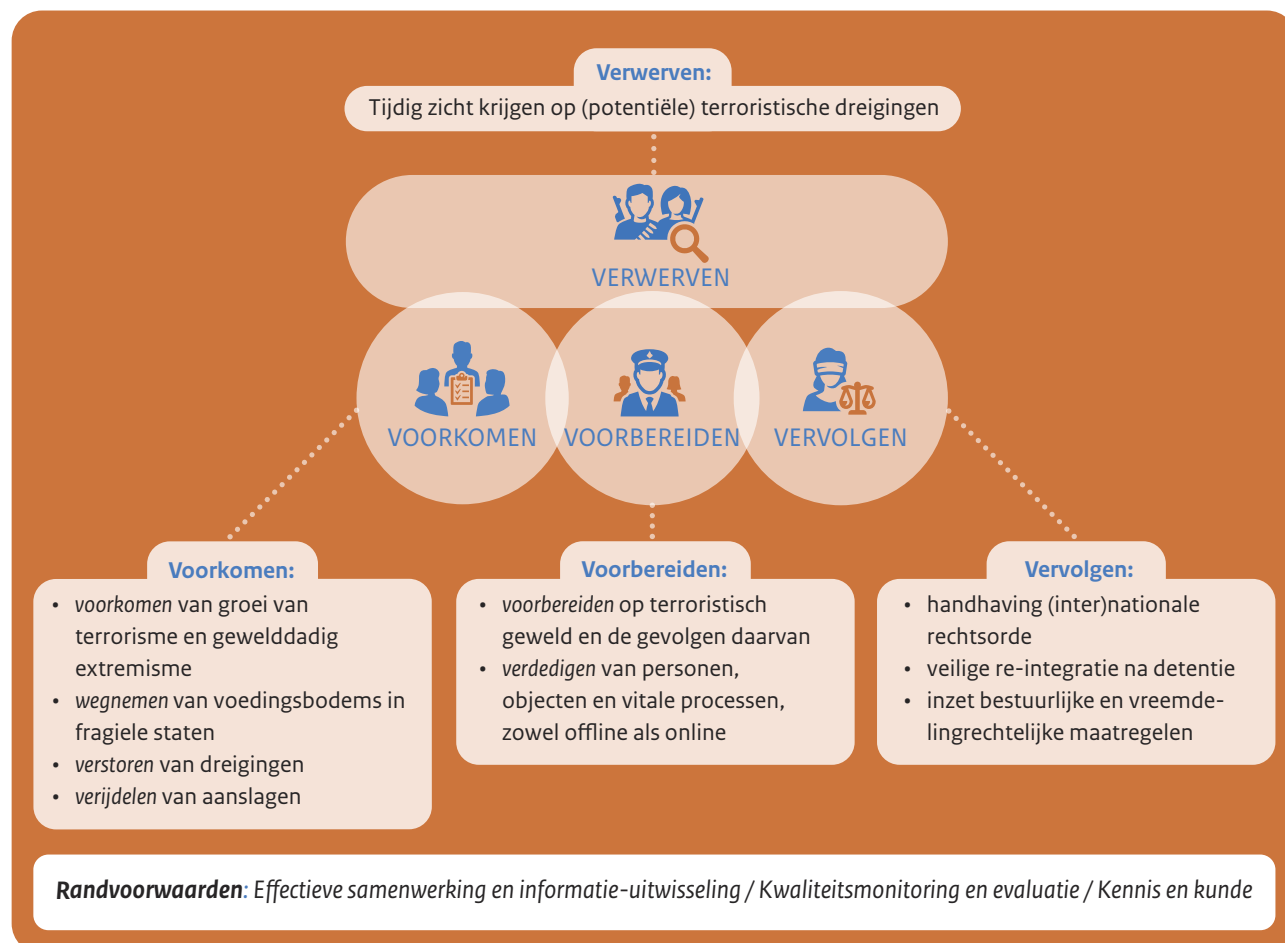 Verwerven:
Tijdig zicht krijgen op (potentiële) terroristische dreigingen
VERWERVEN
VOORKOMEN
VOORBEREIDEN
VERVOLGEN
Voorkomen:
• voorkomen van groei van
terrorisme en gewelddadig
extremisme
• wegnemen van voedingsbodems in
fragiele staten
• verstoren van dreigingen
• verijdelen van aanslagen
Voorbereiden:
• voorbereiden op terroristisch
geweld en de gevolgen daarvan
• verdedigen van personen,
objecten en vitale processen,
zowel offline als online
Vervolgen:
• handhaving (inter)nationale
rechtsorde
• veilige re-integratie na detentie
• inzet bestuurlijke en vreemde-
lingrechtelijke maatregelen
Randvoorwaarden: Effectieve samenwerking en informatie-uitwisseling / Kwaliteitsmonitoring en evaluatie / Kennis en kunde